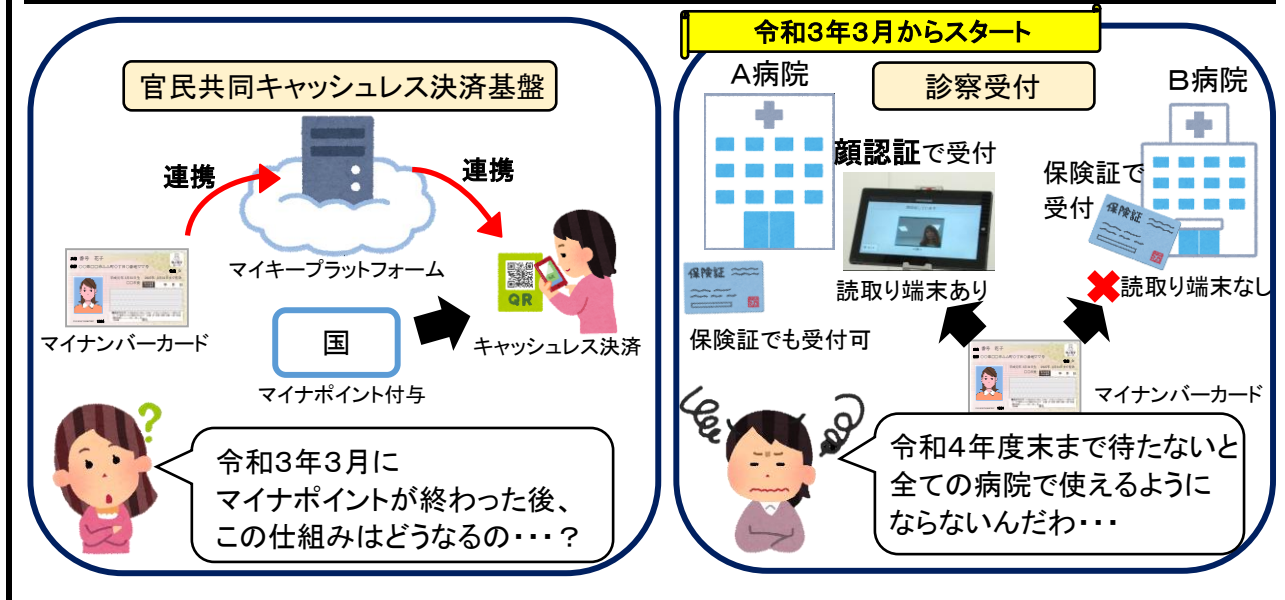 官民共同キャッシュレス決済基盤
連携
連携
マイキープラットフォーム
QR
マイナンバーカード
国
マイナポイント付与
キャッシュレス決済
令和3年3月に
マイナポイントが終わった後、
この仕組みはどうなるの・・・？
令和3年3月からスタート
A病院
診察受付
B病院
顔認証で受付
保険証で
受付
保険証
保険証
読取り端末あり
読取り端末なし
保険証でも受付可
マイナンバーカード
令和4年度末まで待たないと
全ての病院で使えるように
ならないんだわ・・・